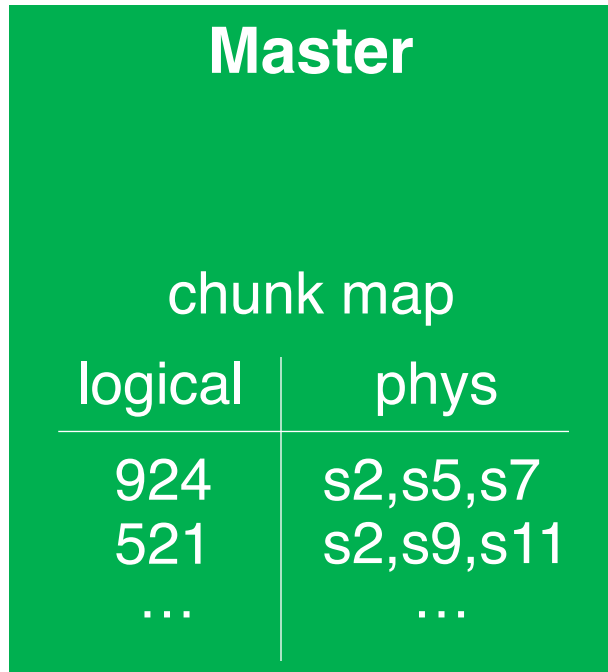 Master
chunk map
logical phys
924 s2,s5,s7
521 s2,s9,s11
… …